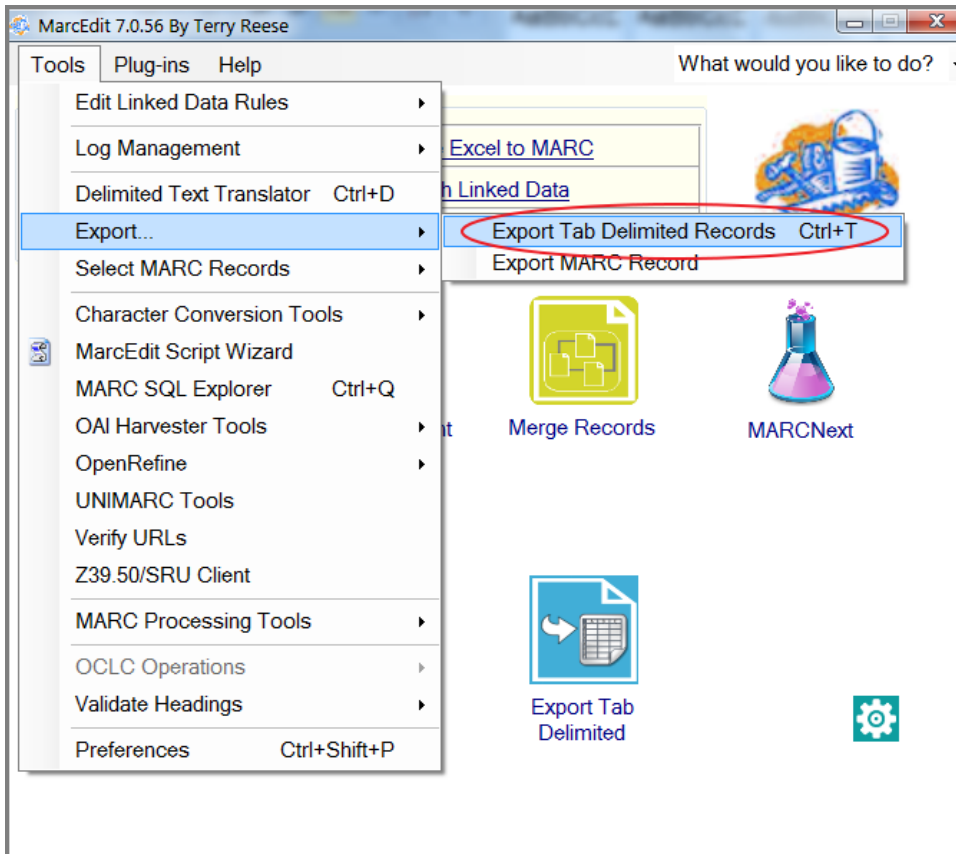 MarcEdit 7.0.56 By Terry Reese
Tools Plug-ins Help What would you like to do?
Edit Linked Data Rules
Log Management
Excel to MARC
Delimited Text Translator Ctrl+D
h Linked Data
Export...
Export Tab Delimited Records Ctrl+T
Select MARC Records
Export MARC Record
Character Conversion Tools
MarcEdit Script Wizard
MARC SQL Explorer Ctrl+Q
OAI Harvester Tools
nt
Merge Records
MARCNext
OpenRefine
UNIMARC Tools
Verify URLs
Z39.50/SRU Client
MARC Processing Tools
OCLC Operations
Validate Headings
Preferences Ctrl+Shift+P
Export Tab
Delimited